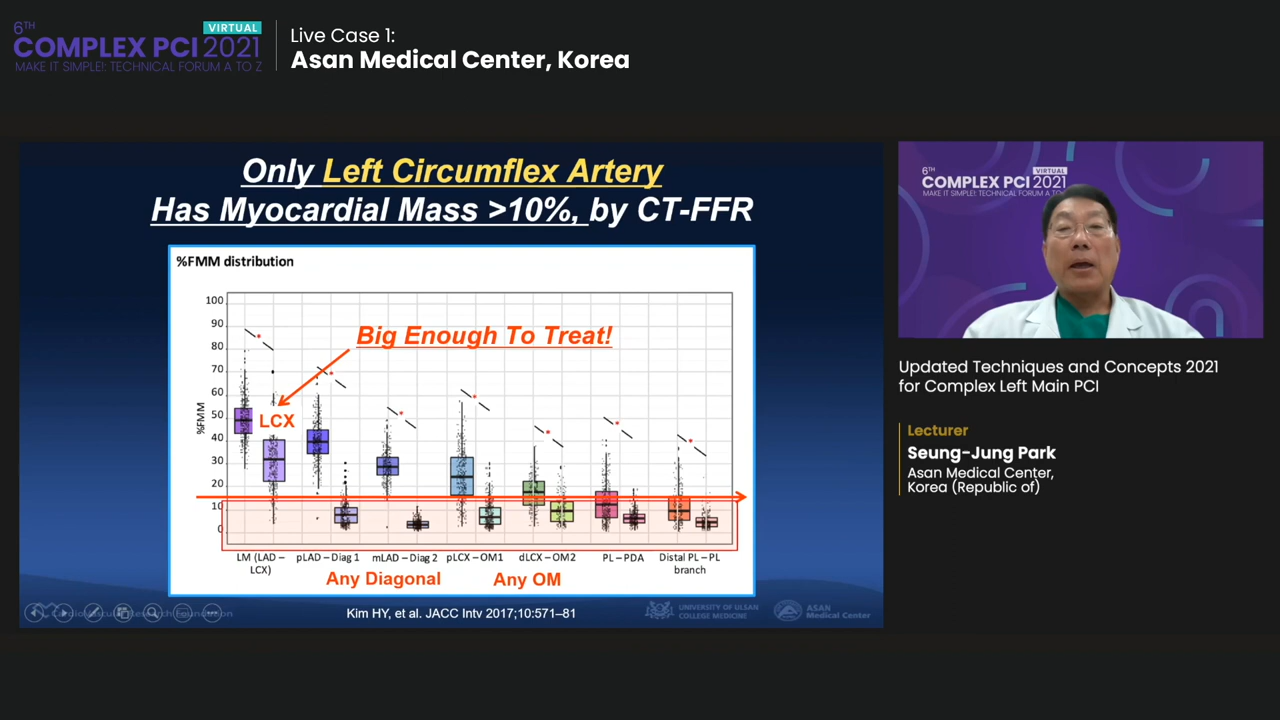 6TH
VIRTUAL
COMPLEX PCI 2021
MAKE IT SIMPLE!: TECHNICAL FORUM A TO Z
Live Case 1:
Asan Medical Center, Korea
Only Left Circumflex Artery
Has Myocardial Mass >10%, by CT-FFR
%FMM distribution
Big Enough To Treat!
LCX
%FMM
100
90
80
70
60
50
40
30
20
10
0
LM (LAD – LCX)
pLAD – Diag 1
mLAD – Diag 2
pLCX – OM1
dLCX – OM2
PL – PDA
Distal PL – PL branch
Any Diagonal
Any OM
Kim HY, et al. JACC Intv 2017;10:571–81
UNIVERSITY OF ULSAN
COLLEGE MEDICINE
ASAN
Medical Center
6TH
VIRTUAL
COMPLEX PCI 2021
MAKE IT SIMPLE!: TECHNICAL FORUM A TO
Updated Techniques and Concepts 2021
for Complex Left Main PCI
Lecturer
Seung-Jung Park
Asan Medical Center,
Korea (Republic of)